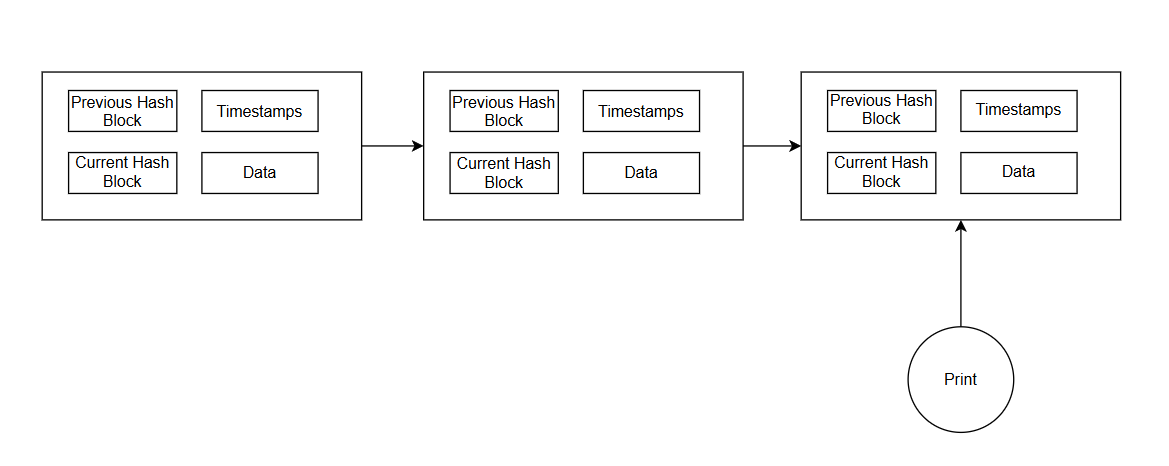 Previous Hash
Block
Timestamps
Current Hash
Block
Data
Previous Hash
Block
Timestamps
Current Hash
Block
Data
Previous Hash
Block
Timestamps
Current Hash
Block
Data
Print